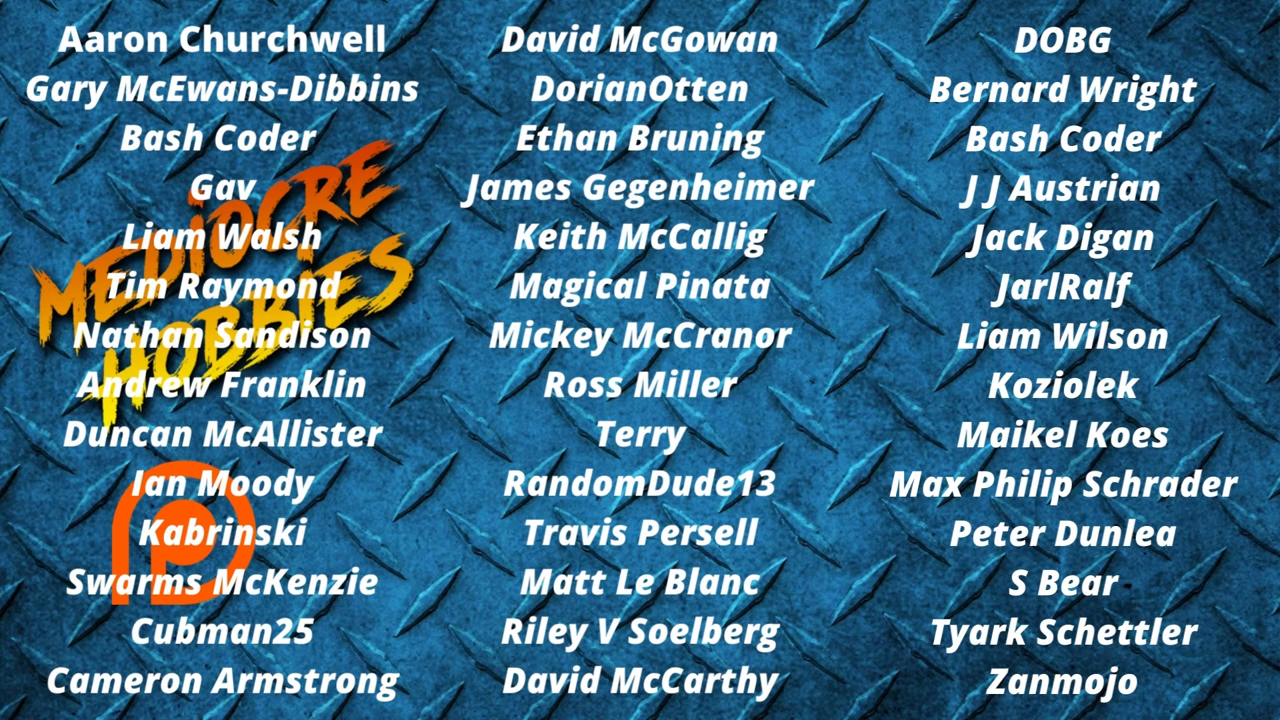 Aaron Churchwell
Gary McEwans-Dibbins
Bash Coder
Gav
Liam Walsh
Tim Raymond
Nathan Sandison
Andrew Franklin
Duncan McAllister
Ian Moody
Kabrinski
Swarms McKenzie
Cubman25
Cameron Armstrong
MEDIOCRE
HOBBIES
David McGowan
DorianOtten
Ethan Bruning
James Gegenheimer
Keith McCallig
Magical Pinata
Mickey McCranor
Ross Miller
Terry
RandomDude13
Travis Persell
Matt Le Blanc
Riley V Soelberg
David McCarthy
DOBG
Bernard Wright
Bash Coder
J J Austrian
Jack Digan
JarlRalf
Liam Wilson
Koziolek
Maikel Koes
Max Philip Schrader
Peter Dunlea
S Bear
Tyark Schettler
Zanmojo